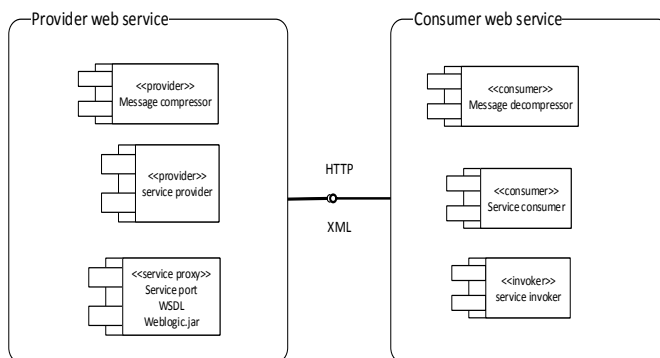 Provider web service
<<provider>>
Message compressor
<<provider>>
service provider
<<service proxy>>
Service port
WSDL
Weblogic.jar
HTTP
XML
Consumer web service
<<consumer>>
Message decompressor
<<consumer>>
Service consumer
<<invoker>>
service invoker